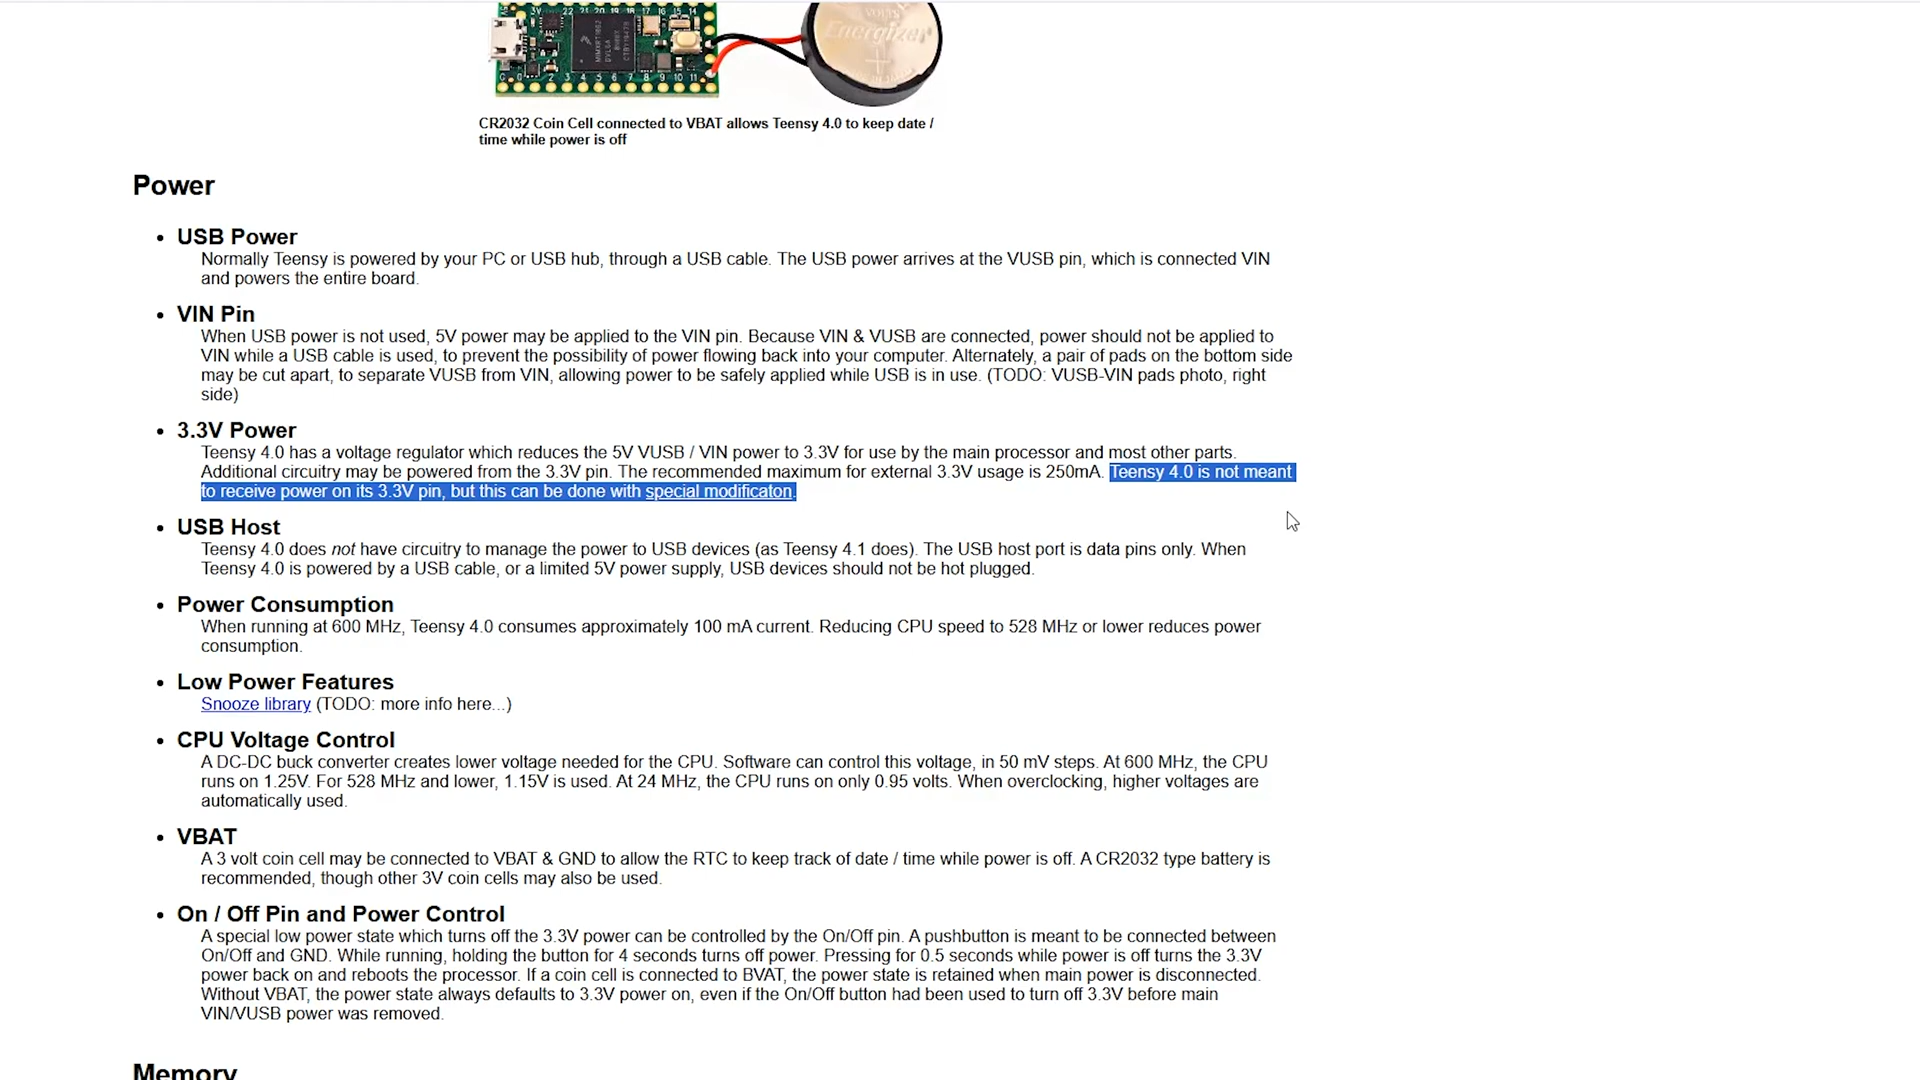 3V 22 21 20 19 18 17 16 15 14
MIMXRT1062
DVL6A
Energizer
G 0 2 3 4 5 6 7 8 9 10 11
CR2032 Coin Cell connected to VBAT allows Teensy 4.0 to keep date /
time while power is off
Power
• USB Power
Normally Teensy is powered by your PC or USB hub, through a USB cable. The USB power arrives at the VUSB pin, which is connected VIN
and powers the entire board.
• VIN Pin
When USB power is not used, 5V power may be applied to the VIN pin. Because VIN & VUSB are connected, power should not be applied to
VIN while a USB cable is used, to prevent the possibility of power flowing back into your computer. Alternately, a pair of pads on the bottom side
may be cut apart, to separate VUSB from VIN, allowing power to be safely applied while USB is in use. (TODO: VUSB-VIN pads photo, right
side)
• 3.3V Power
Teensy 4.0 has a voltage regulator which reduces the 5V VUSB / VIN power to 3.3V for use by the main processor and most other parts.
Additional circuitry may be powered from the 3.3V pin. The recommended maximum for external 3.3V usage is 250mA. Teensy 4.0 is not meant
to receive power on its 3.3V pin, but this can be done with special modificaton.
• USB Host
Teensy 4.0 does not have circuitry to manage the power to USB devices (as Teensy 4.1 does). The USB host port is data pins only. When
Teensy 4.0 is powered by a USB cable, or a limited 5V power supply, USB devices should not be hot plugged.
• Power Consumption
When running at 600 MHz, Teensy 4.0 consumes approximately 100 mA current. Reducing CPU speed to 528 MHz or lower reduces power
consumption.
• Low Power Features
Snooze library (TODO: more info here...)
• CPU Voltage Control
A DC-DC buck converter creates lower voltage needed for the CPU. Software can control this voltage, in 50 mV steps. At 600 MHz, the CPU
runs on 1.25V. For 528 MHz and lower, 1.15V is used. At 24 MHz, the CPU runs on only 0.95 volts. When overclocking, higher voltages are
automatically used.
• VBAT
A 3 volt coin cell may be connected to VBAT & GND to allow the RTC to keep track of date / time while power is off. A CR2032 type battery is
recommended, though other 3V coin cells may also be used.
• On / Off Pin and Power Control
A special low power state which turns off the 3.3V power can be controlled by the On/Off pin. A pushbutton is meant to be connected between
On/Off and GND. While running, holding the button for 4 seconds turns off power. Pressing for 0.5 seconds while power is off turns the 3.3V
power back on and reboots the processor. If a coin cell is connected to BVAT, the power state is retained when main power is disconnected.
Without VBAT, the power state always defaults to 3.3V power on, even if the On/Off button had been used to turn off 3.3V before main
VIN/VUSB power was removed.
Memory